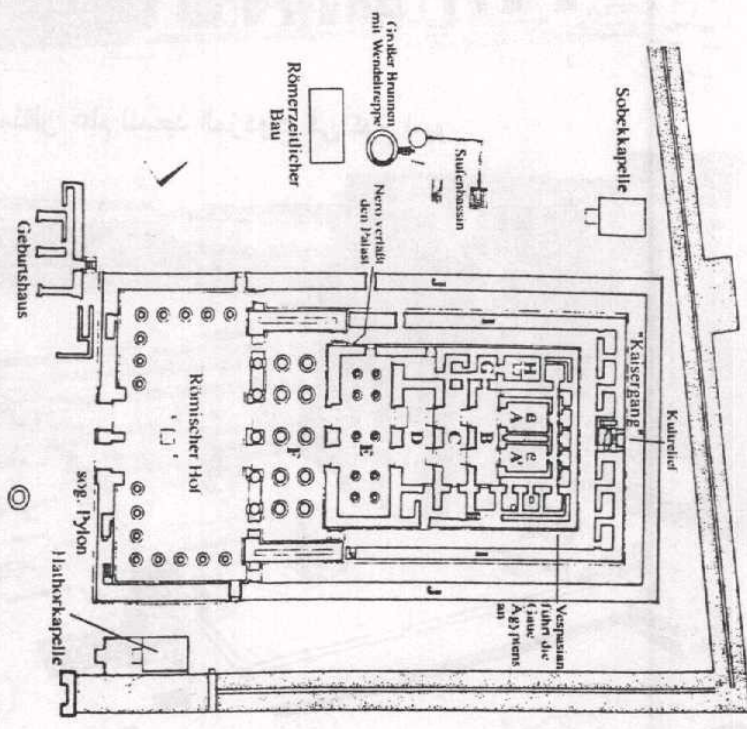 Sobekkapelle
Großer Brunnen
mit Wendeltreppe
Stufenbassin
Römerzeitlicher
Bau
Nero verläßt
den Palast
Geburtshaus
"Kaisergang"
Kuhrelief
J
I
H
G
A
A'
B
C
D
E
F
I
J
Römischer Hof
sog. Pylon
Hathorkapelle
Vespasian
führt die
Gaue
Ägyptens
an